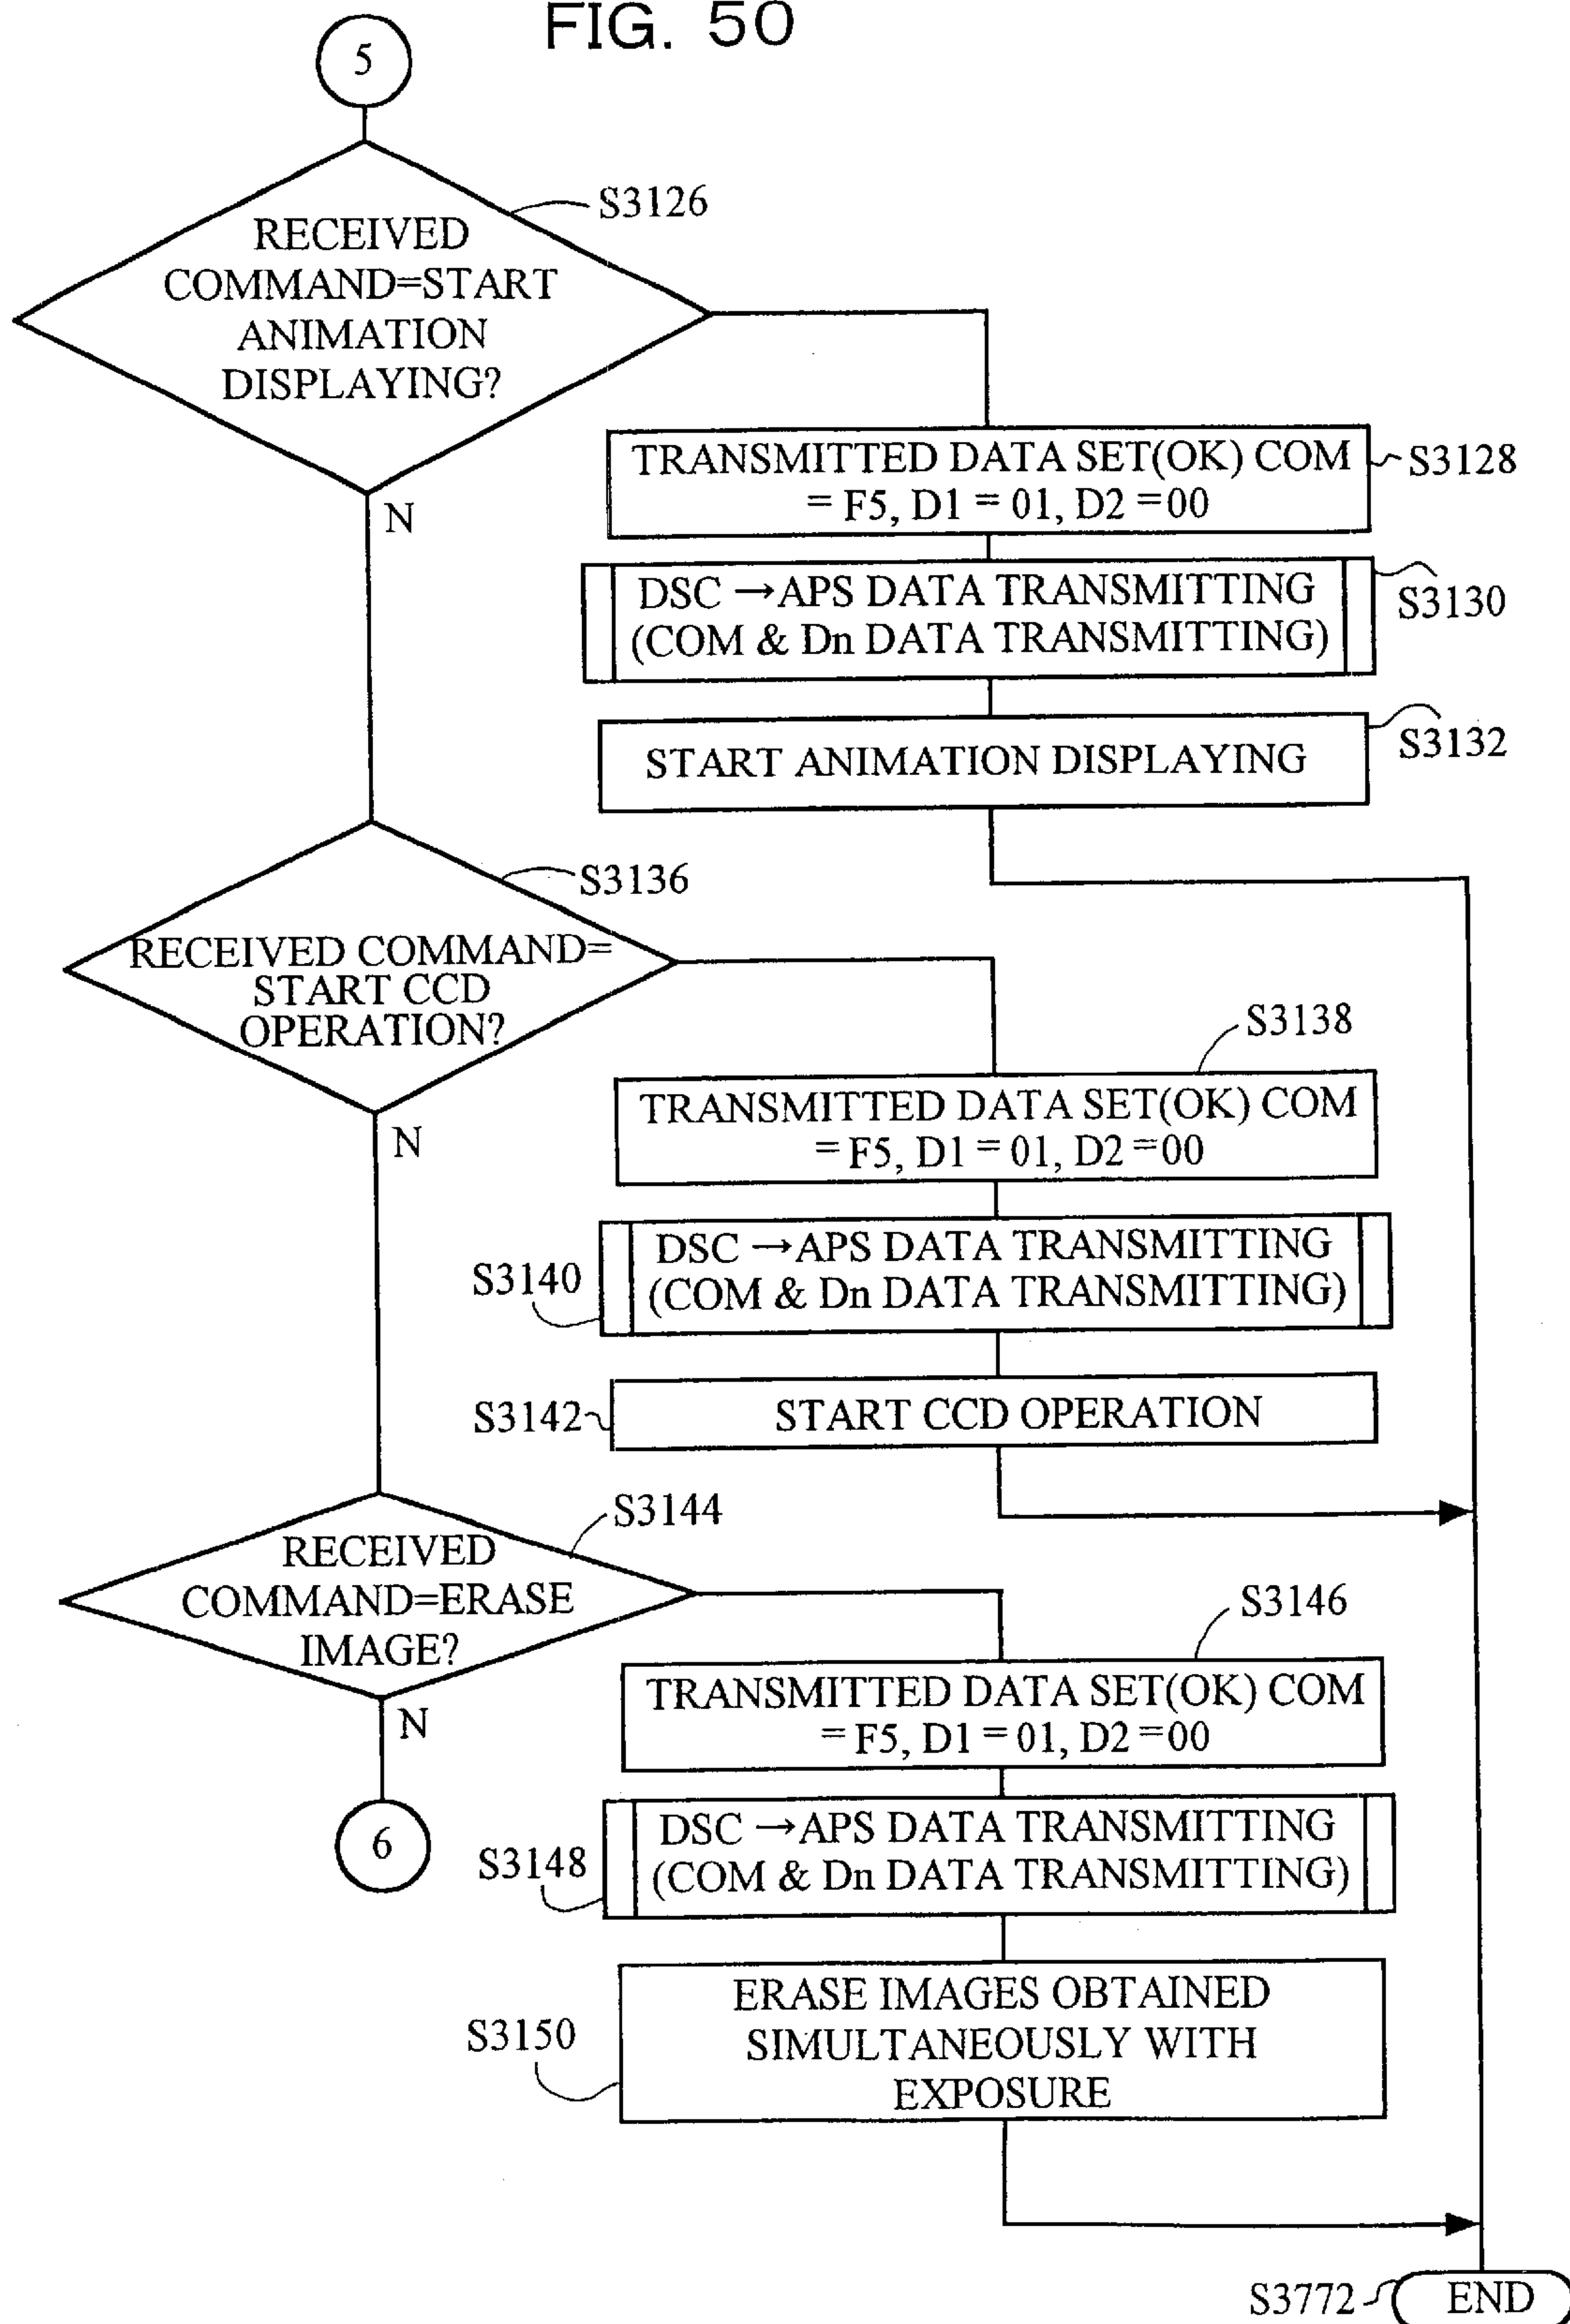 FIG. 50
5
S3126
RECEIVED
COMMAND=START
ANIMATION
DISPLAYING?
N
TRANSMITTED DATA SET(OK) COM
= F5, D1 = 01, D2 =00
S3128
DSC →APS DATA TRANSMITTING
(COM & Dn DATA TRANSMITTING)
S3130
START ANIMATION DISPLAYING
S3132
S3136
RECEIVED COMMAND=
START CCD
OPERATION?
N
S3138
TRANSMITTED DATA SET(OK) COM
= F5, D1 = 01, D2 =00
DSC →APS DATA TRANSMITTING
(COM & Dn DATA TRANSMITTING)
S3140
START CCD OPERATION
S3142
S3144
RECEIVED
COMMAND=ERASE
IMAGE?
N
6
S3146
TRANSMITTED DATA SET(OK) COM
= F5, D1 = 01, D2 =00
DSC →APS DATA TRANSMITTING
(COM & Dn DATA TRANSMITTING)
S3148
ERASE IMAGES OBTAINED
SIMULTANEOUSLY WITH
EXPOSURE
S3150
S3772
END